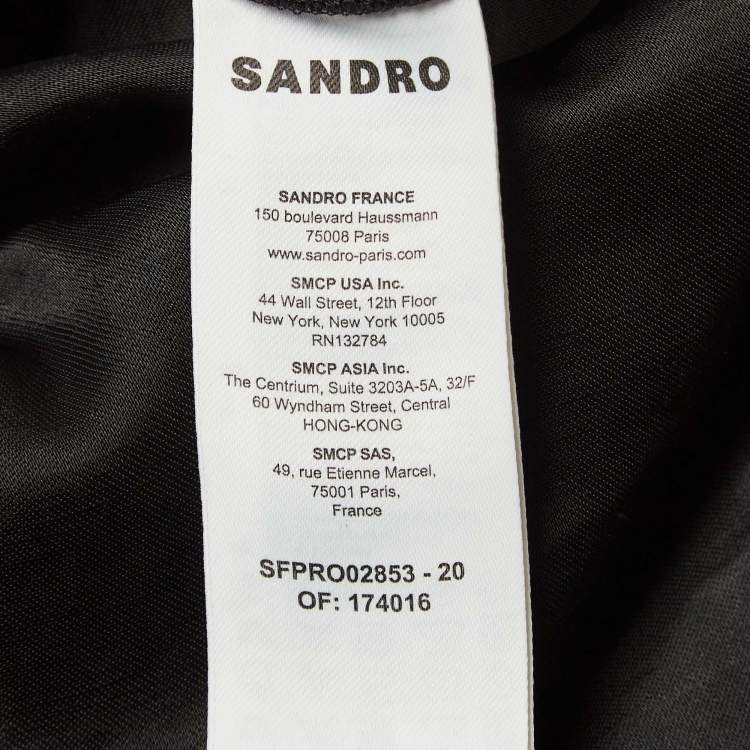 SANDRO
SANDRO FRANCE
150 boulevard Haussmann
75008 Paris
www.sandro-paris.com
SMCP USA Inc.
44 Wall Street, 12th Floor
New York, New York 10005
RN132784
SMCP ASIA Inc.
The Centrium, Suite 3203A-5A, 32/F
60 Wyndham Street, Central
HONG-KONG
SMCP SAS,
49, rue Etienne Marcel,
75001 Paris,
France
SFPRO02853 - 20
OF: 174016